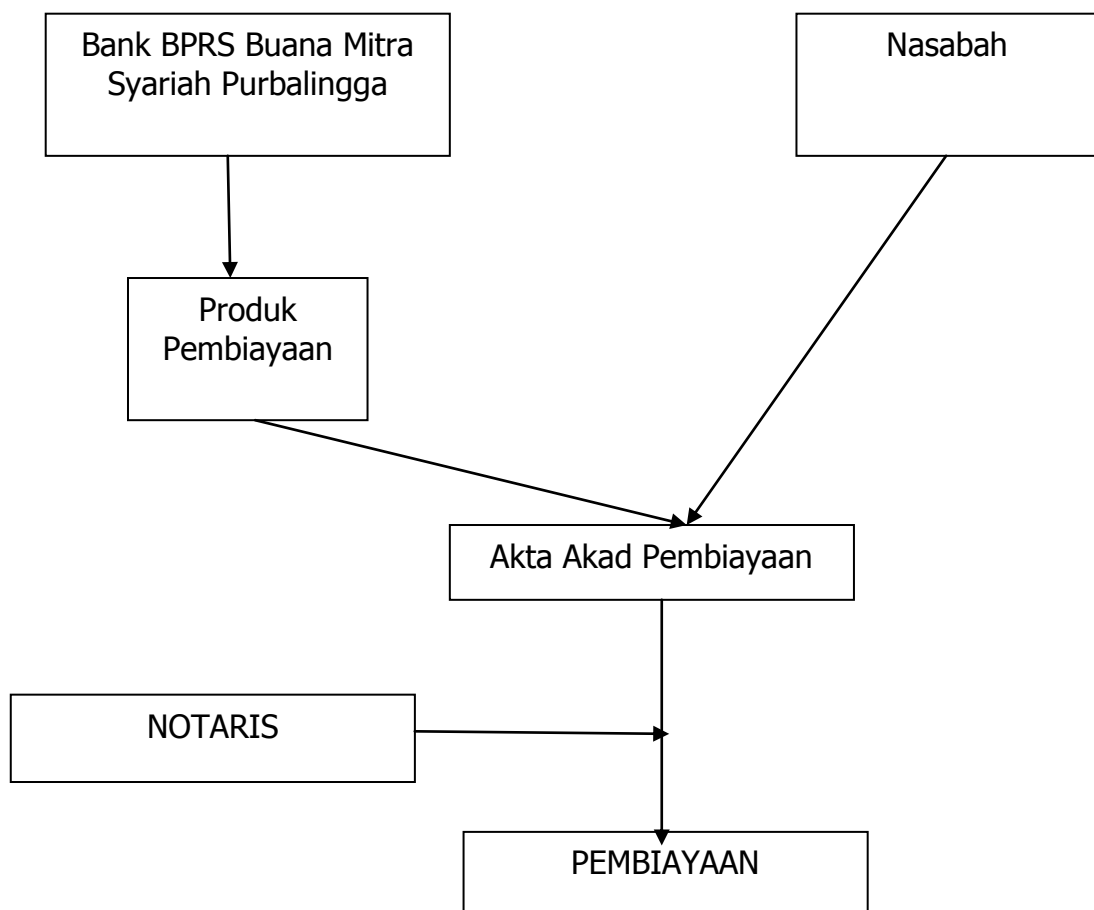 Bank BPRS Buana Mitra
Syariah Purbalingga
Nasabah
Produk
Pembiayaan
Akta Akad Pembiayaan
NOTARIS
PEMBIAYAAN